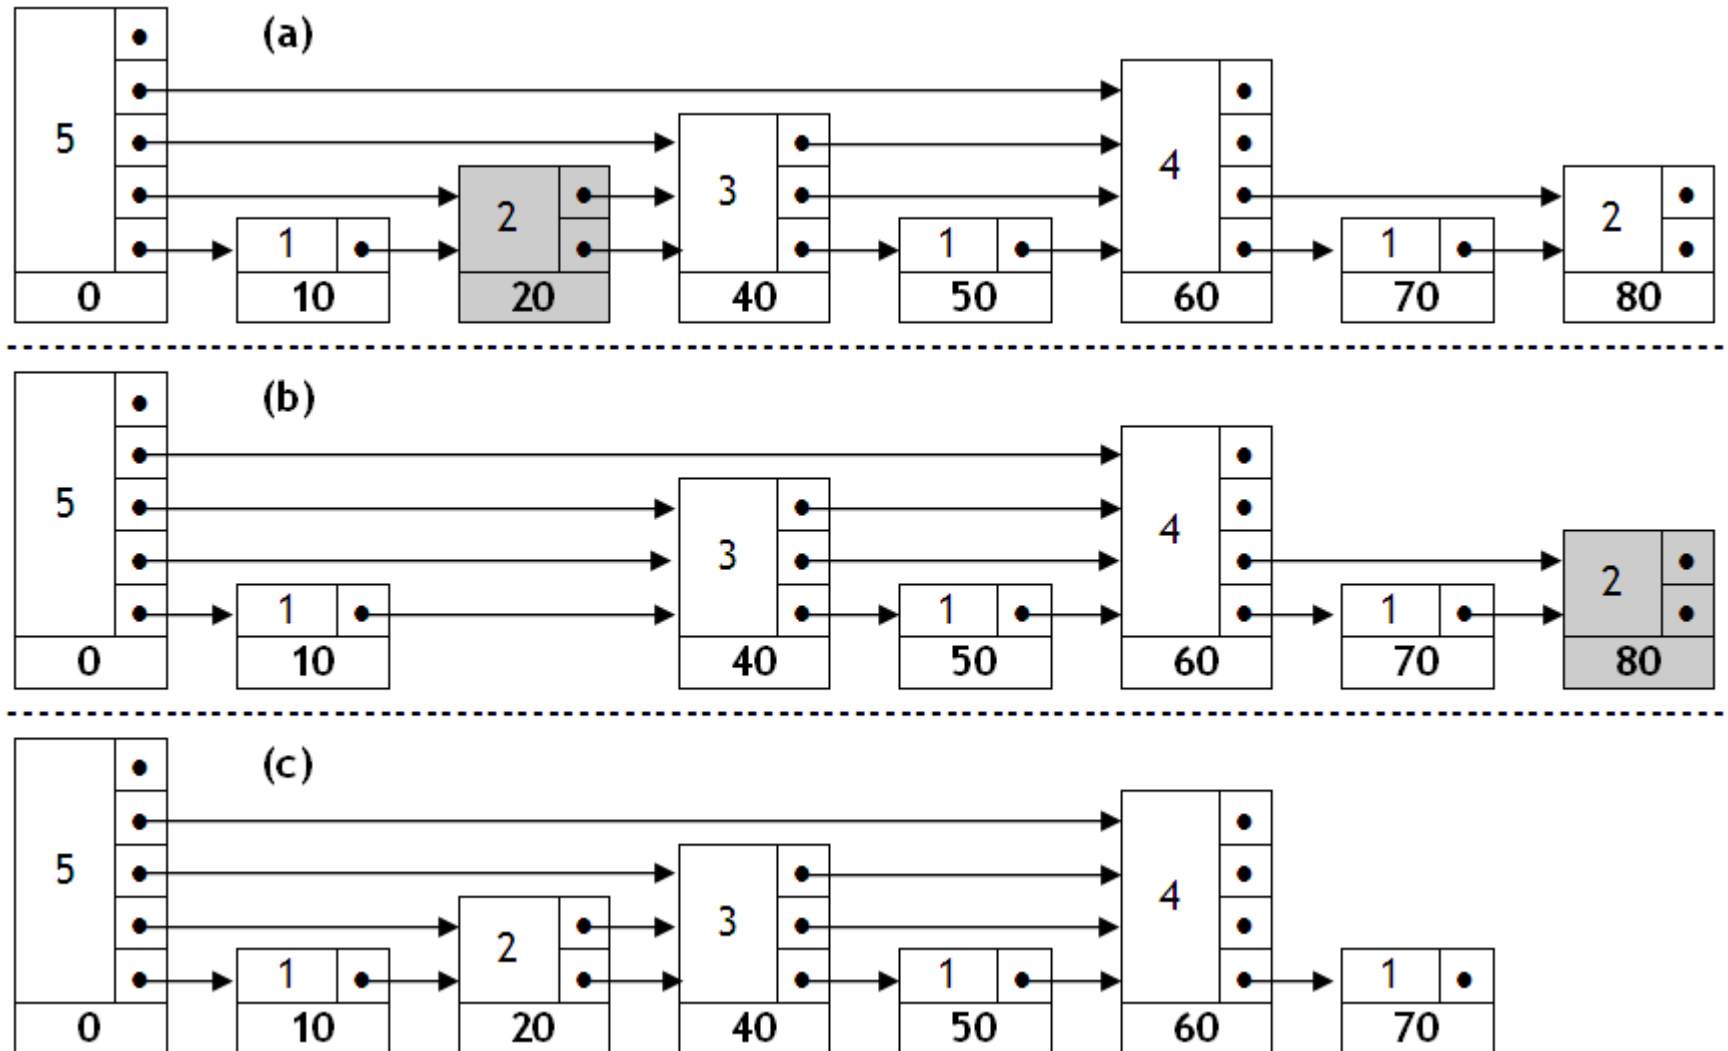 (a)
5 1 2 3 1 4 1 2
0 10 20 40 50 60 70 80
(b)
5 1 3 1 4 1 2
0 10 40 50 60 70 80
(c)
5 1 2 3 1 4 1
0 10 20 40 50 60 70